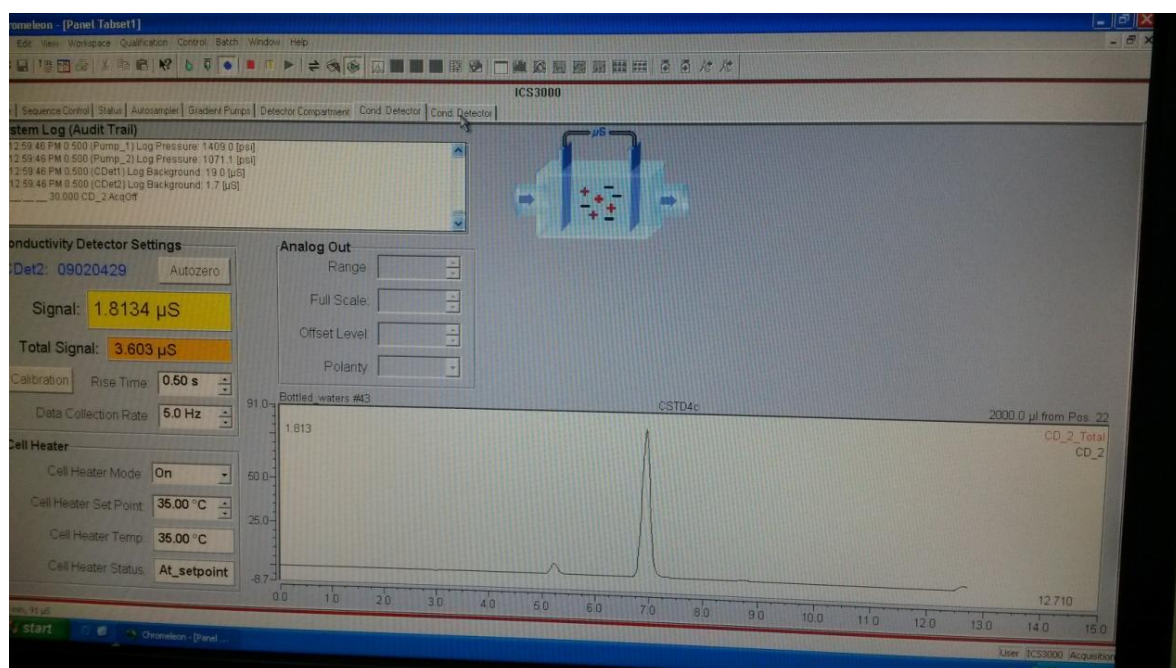 Chromeleon - [Panel Tabset1]
Edit View Workspace Qualification Control Batch Window Help
ICS3000
Sequence Control Status Autosampler Gradient Pumps Detector Compartment Cond. Detector Cond. Detector
stem Log (Audit Trail)
12:59:46 PM 0.500 (Pump_1) Log Pressure: 1409.0 [psi]
12:59:46 PM 0.500 (Pump_2) Log Pressure: 1071.1 [psi]
12:59:46 PM 0.500 (CDet1) Log Background: 19.0 [µS]
12:59:46 PM 0.500 (CDet2) Log Background: 1.7 [µS]
30.000 CD_2.AcqOff
µS
onductivity Detector Settings
CDet2: 09020429
Autozero
Signal: 1.8134 µS
Total Signal: 3.603 µS
Calibration
Rise Time: 0.50 s
Data Collection Rate: 5.0 Hz
Cell Heater
Cell Heater Mode: On
Cell Heater Set Point: 35.00 °C
Cell Heater Temp: 35.00 °C
Cell Heater Status: At_setpoint
Analog Out
Range:
Full Scale:
Offset Level:
Polarity:
Bottled_waters #43
CSTD4c
2000.0 µl from Pos. 22
1.813
CD_2_Total
CD_2
91.0
50.0
25.0
-8.7
12.710
0.0 1.0 2.0 3.0 4.0 5.0 6.0 7.0 8.0 9.0 10.0 11.0 12.0 13.0 14.0 15.0
min, 91 µS
User ICS3000 Acquisition
start
Chromeleon - [Panel ...